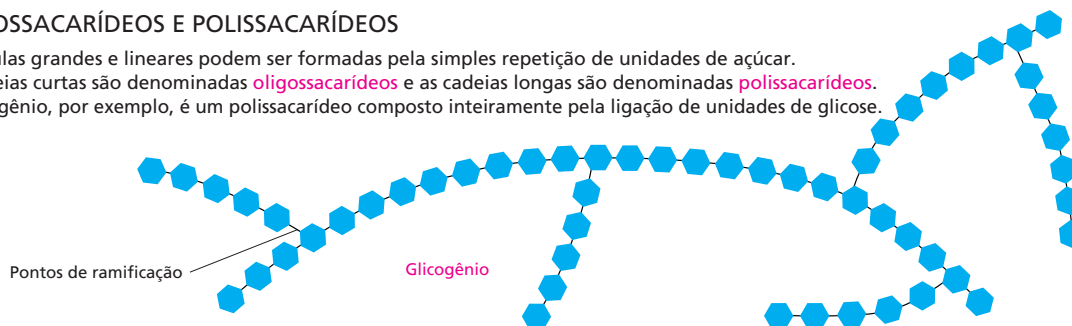 OSSACARÍDEOS E POLISSACARÍDEOS
ulas grandes e lineares podem ser formadas pela simples repetição de unidades de açúcar.
eias curtas são denominadas oligossacarídeos e as cadeias longas são denominadas polissacarídeos.
ogênio, por exemplo, é um polissacarídeo composto inteiramente pela ligação de unidades de glicose.
Pontos de ramificação
Glicogênio